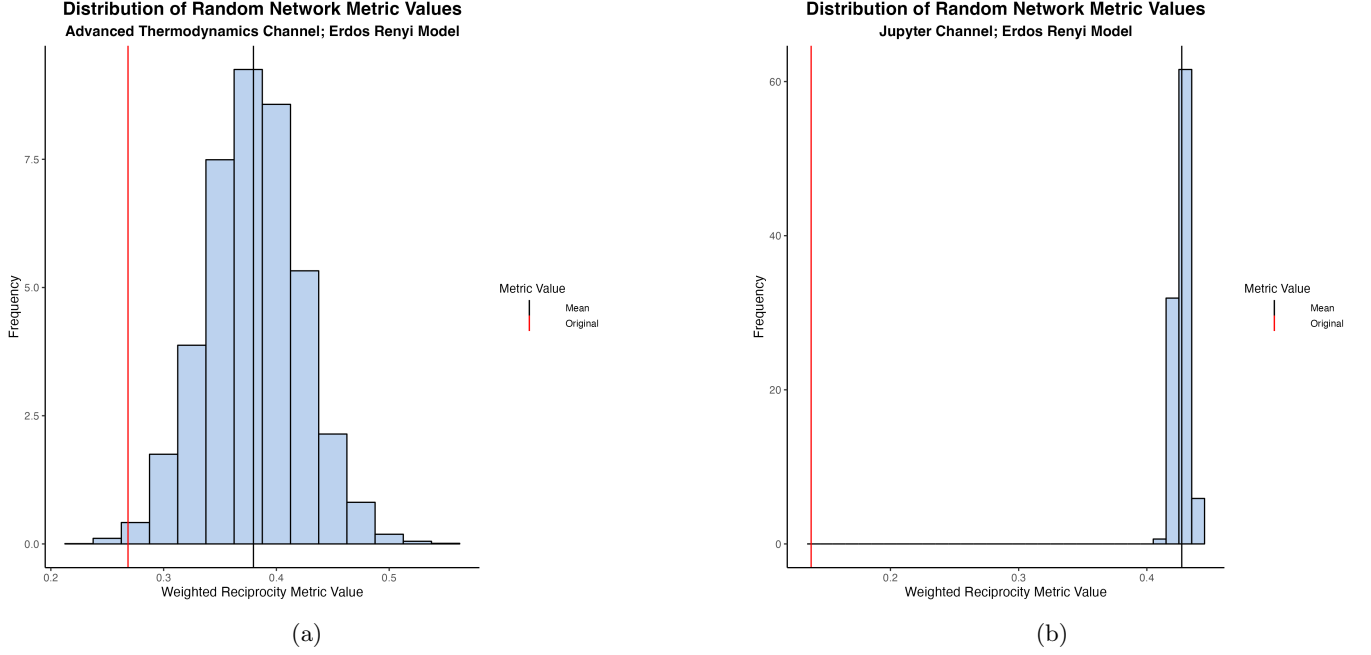 Distribution of Random Network Metric Values
Advanced Thermodynamics Channel; Erdos Renyi Model
Frequency
7.5
5.0
2.5
0.0
0.2
0.3
0.4
0.5
Weighted Reciprocity Metric Value
Metric Value
Mean
Original
(a)
Distribution of Random Network Metric Values
Jupyter Channel; Erdos Renyi Model
Frequency
60
40
20
0
0.2
0.3
0.4
Weighted Reciprocity Metric Value
Metric Value
Mean
Original
(b)